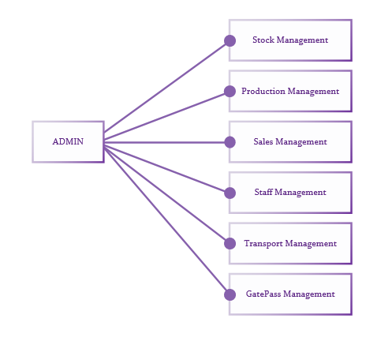 ADMIN
Stock Management
Production Management
Sales Management
Staff Management
Transport Management
GatePass Management